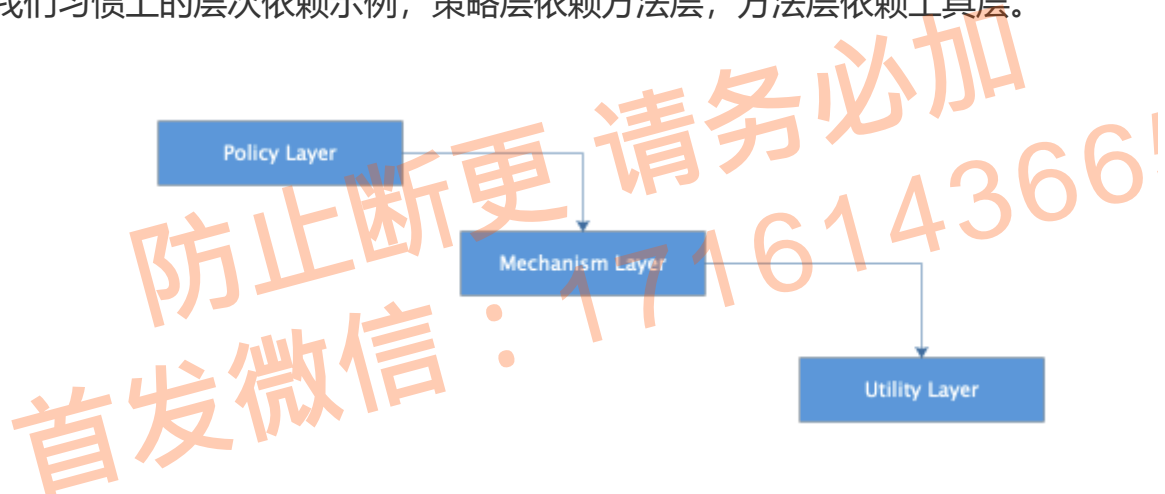 我们习惯上的层次依赖示例，策略层依赖方法层，方法层依赖工具层。
Policy Layer
Mechanism Layer
Utility Layer
防止断更 请务必加
首发微信：171614366